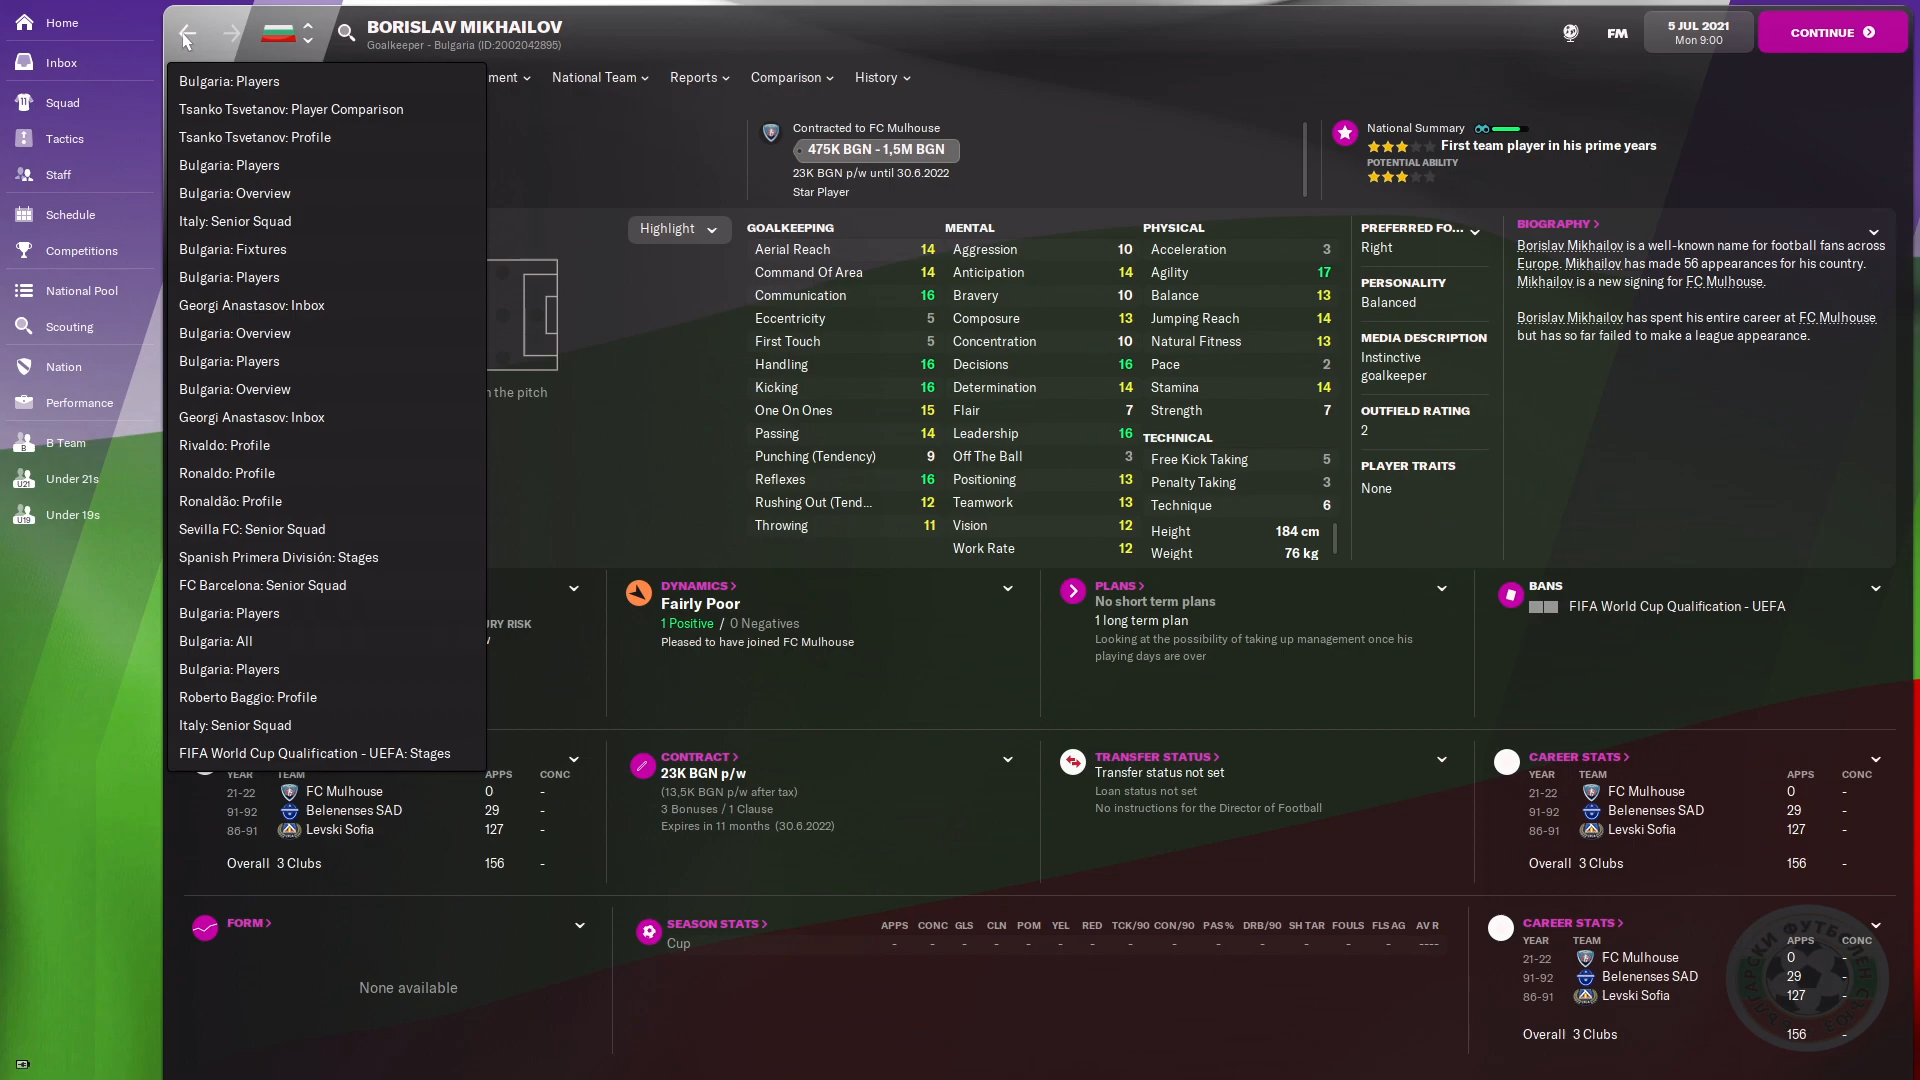 Home
Inbox
Squad
Tactics
Staff
Schedule
Competitions
National Pool
Scouting
Nation
Performance
B Team
Under 21s
Under 19s
BORISLAV MIKHAILOV
Goalkeeper - Bulgaria (ID:2002042895)
FM
5 JUL 2021
Mon 9:00
CONTINUE
ment
National Team
Reports
Comparison
History
Bulgaria: Players
Tsanko Tsvetanov: Player Comparison
Tsanko Tsvetanov: Profile
Bulgaria: Players
Bulgaria: Overview
Italy: Senior Squad
Bulgaria: Fixtures
Bulgaria: Players
Georgi Anastasov: Inbox
Bulgaria: Overview
Bulgaria: Players
Bulgaria: Overview
Georgi Anastasov: Inbox
Rivaldo: Profile
Ronaldo: Profile
Ronaldão: Profile
Sevilla FC: Senior Squad
Spanish Primera División: Stages
FC Barcelona: Senior Squad
Bulgaria: Players
Bulgaria: All
Bulgaria: Players
Roberto Baggio: Profile
Italy: Senior Squad
FIFA World Cup Qualification - UEFA: Stages
Contracted to FC Mulhouse
475K BGN - 1,5M BGN
23K BGN p/w until 30.6.2022
Star Player
National Summary
First team player in his prime years
POTENTIAL ABILITY
Highlight
n the pitch
GOALKEEPING
Aerial Reach 14
Command Of Area 14
Communication 16
Eccentricity 5
First Touch 5
Handling 16
Kicking 16
One On Ones 15
Passing 14
Punching (Tendency) 9
Reflexes 16
Rushing Out (Tend... 12
Throwing 11
MENTAL
Aggression 10
Anticipation 14
Bravery 10
Composure 13
Concentration 10
Decisions 16
Determination 14
Flair 7
Leadership 16
Off The Ball 3
Positioning 13
Teamwork 13
Vision 12
Work Rate 12
PHYSICAL
Acceleration 3
Agility 17
Balance 13
Jumping Reach 14
Natural Fitness 13
Pace 2
Stamina 14
Strength 7
TECHNICAL
Free Kick Taking 5
Penalty Taking 3
Technique 6
Height 184 cm
Weight 76 kg
PREFERRED FO...
Right
PERSONALITY
Balanced
MEDIA DESCRIPTION
Instinctive
goalkeeper
OUTFIELD RATING
2
PLAYER TRAITS
None
BIOGRAPHY
Borislav Mikhailov is a well-known name for football fans across
Europe. Mikhailov has made 56 appearances for his country.
Mikhailov is a new signing for FC Mulhouse.
Borislav Mikhailov has spent his entire career at FC Mulhouse
but has so far failed to make a league appearance.
URY RISK
DYNAMICS
Fairly Poor
1 Positive / 0 Negatives
Pleased to have joined FC Mulhouse
PLANS
No short term plans
1 long term plan
Looking at the possibility of taking up management once his
playing days are over
BANS
FIFA World Cup Qualification - UEFA
YEAR TEAM APPS CONC
21-22 FC Mulhouse 0 -
91-92 Belenenses SAD 29 -
86-91 Levski Sofia 127 -
Overall 3 Clubs 156 -
CONTRACT
23K BGN p/w
(13,5K BGN p/w after tax)
3 Bonuses / 1 Clause
Expires in 11 months (30.6.2022)
TRANSFER STATUS
Transfer status not set
Loan status not set
No instructions for the Director of Football
CAREER STATS
YEAR TEAM APPS CONC
21-22 FC Mulhouse 0 -
91-92 Belenenses SAD 29 -
86-91 Levski Sofia 127 -
Overall 3 Clubs 156 -
FORM
None available
SEASON STATS APPS CONC GLS CLN POM YEL RED TCK/90 CON/90 PAS% DRB/90 SH TAR FOULS FLS AG AV R
Cup - - - - - - - - - - - - - - ----
CAREER STATS
YEAR TEAM APPS CONC
21-22 FC Mulhouse 0 -
91-92 Belenenses SAD 29 -
86-91 Levski Sofia 127 -
Overall 3 Clubs 156 -